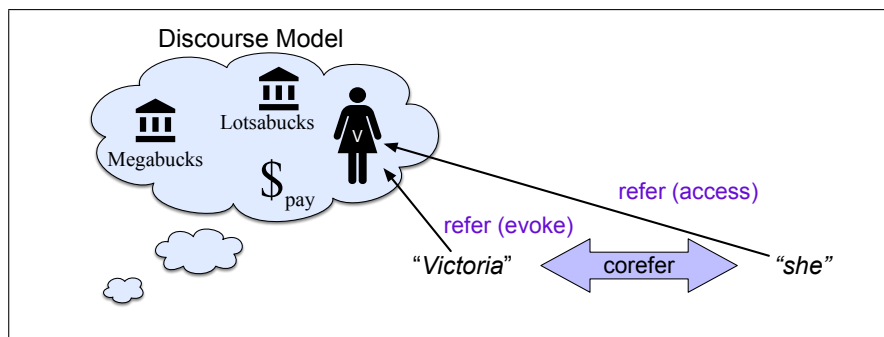 Discourse Model
Lotsabucks
Megabucks
V
$ pay
refer (access)
refer (evoke)
“Victoria”
corefer
“she”